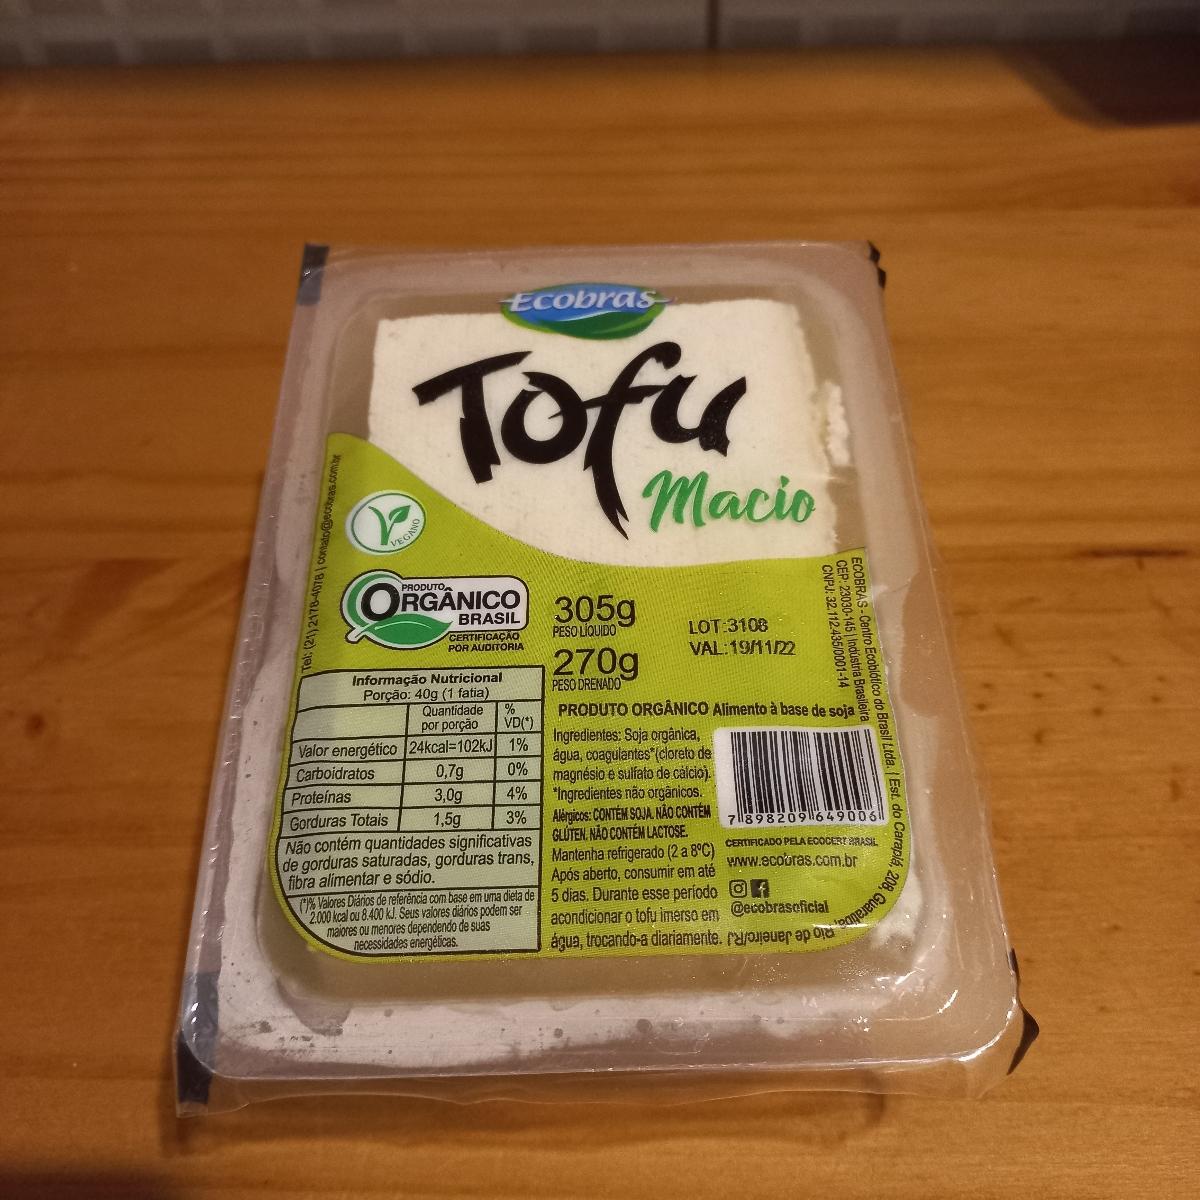 Ecobras
Tofu
Macio
VEGANO
Tel: (21) 2178-4078 | contato@ecobras.com.br
PRODUTO
ORGÂNICO
BRASIL
CERTIFICAÇÃO
POR AUDITORIA
305g
PESO LÍQUIDO
270g
PESO DRENADO
LOT:3108
VAL:19/11/22
ECOBRAS - Centro Ecobiótico do Brasil Ltda. | Est. do Carapiá, 208, Guaratiba, Rio de Janeiro/RJ
CEP: 23030-145 | Indústria Brasileira
CNPJ: 32.112.435/0001-14
Informação Nutricional
Porção: 40g (1 fatia)
Quantidade por porção % VD(*)
Valor energético 24kcal=102kJ 1%
Carboidratos 0,7g 0%
Proteínas 3,0g 4%
Gorduras Totais 1,5g 3%
Não contém quantidades significativas
de gorduras saturadas, gorduras trans,
fibra alimentar e sódio.
(*)% Valores Diários de referência com base em uma dieta de
2.000 kcal ou 8.400 kJ. Seus valores diários podem ser
maiores ou menores dependendo de suas
necessidades energéticas.
PRODUTO ORGÂNICO Alimento à base de soja
Ingredientes: Soja orgânica,
água, coagulantes*(cloreto de
magnésio e sulfato de cálcio).
*Ingredientes não orgânicos.
Alérgicos: CONTÉM SOJA. NÃO CONTÉM
GLÚTEN. NÃO CONTÉM LACTOSE.
Mantenha refrigerado (2 a 8ºC)
Após aberto, consumir em até
5 dias. Durante esse período
acondicionar o tofu imerso em
água, trocando-a diariamente.
7 898209 649006
CERTIFICADO PELA ECOCERT BRASIL
www.ecobras.com.br
@ecobrasoficial